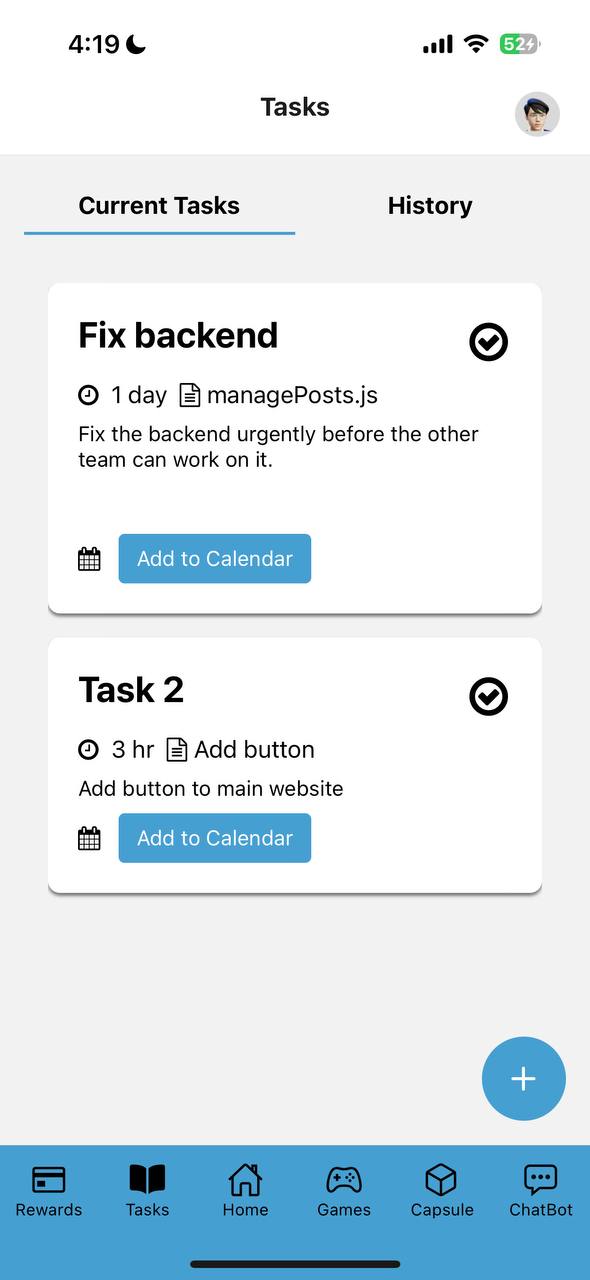 4:19
52
Tasks
Current Tasks
History
Fix backend
1 day managePosts.js
Fix the backend urgently before the other
team can work on it.
Add to Calendar
Task 2
3 hr Add button
Add button to main website
Add to Calendar
+
Rewards Tasks Home Games Capsule ChatBot